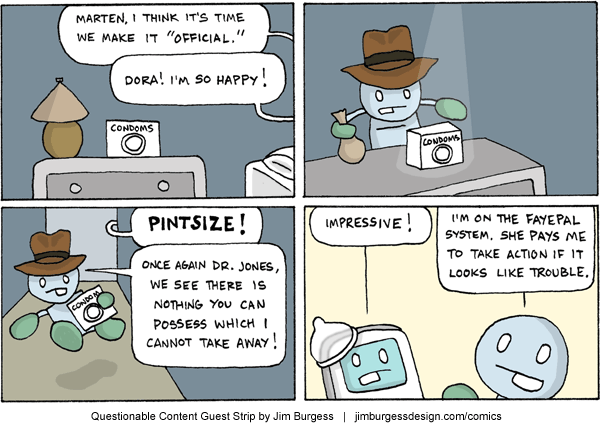 MARTEN, I THINK IT'S TIME
WE MAKE IT "OFFICIAL."
DORA! I'M SO HAPPY!
CONDOMS
CONDOMS
PINTSIZE!
ONCE AGAIN DR. JONES,
WE SEE THERE IS
NOTHING YOU CAN
POSSESS WHICH I
CANNOT TAKE AWAY!
CONDOM
IMPRESSIVE!
I'M ON THE FAYEPAL
SYSTEM. SHE PAYS ME
TO TAKE ACTION IF IT
LOOKS LIKE TROUBLE.
Questionable Content Guest Strip by Jim Burgess | jimburgessdesign.com/comics